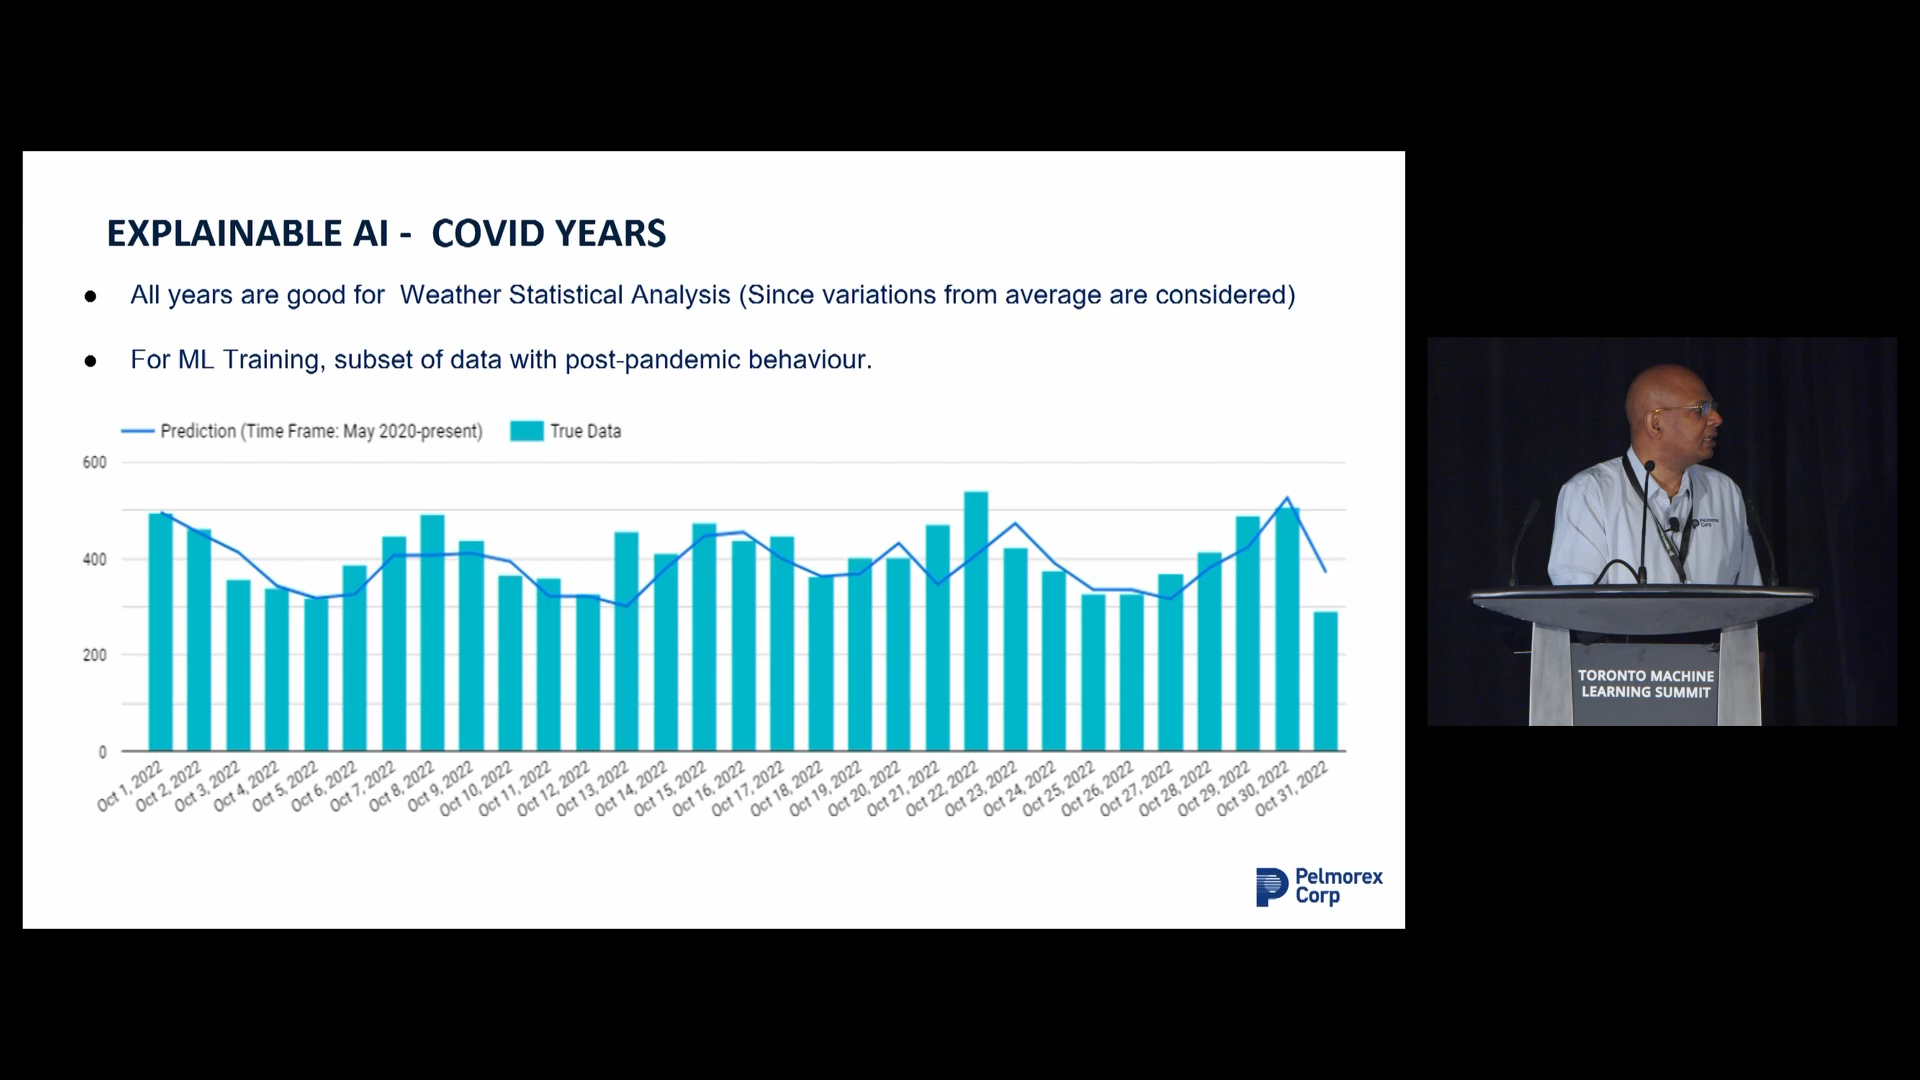 EXPLAINABLE AI - COVID YEARS
● All years are good for Weather Statistical Analysis (Since variations from average are considered)
● For ML Training, subset of data with post-pandemic behaviour.
Prediction (Time Frame: May 2020-present) True Data
600
400
200
0
Oct 1, 2022
Oct 2, 2022
Oct 3, 2022
Oct 4, 2022
Oct 5, 2022
Oct 6, 2022
Oct 7, 2022
Oct 8, 2022
Oct 9, 2022
Oct 10, 2022
Oct 11, 2022
Oct 12, 2022
Oct 13, 2022
Oct 14, 2022
Oct 15, 2022
Oct 16, 2022
Oct 17, 2022
Oct 18, 2022
Oct 19, 2022
Oct 20, 2022
Oct 21, 2022
Oct 22, 2022
Oct 23, 2022
Oct 24, 2022
Oct 25, 2022
Oct 26, 2022
Oct 27, 2022
Oct 28, 2022
Oct 29, 2022
Oct 30, 2022
Oct 31, 2022
Pelmorex
Corp
Pelmorex
Corp
TORONTO MACHINE
LEARNING SUMMIT